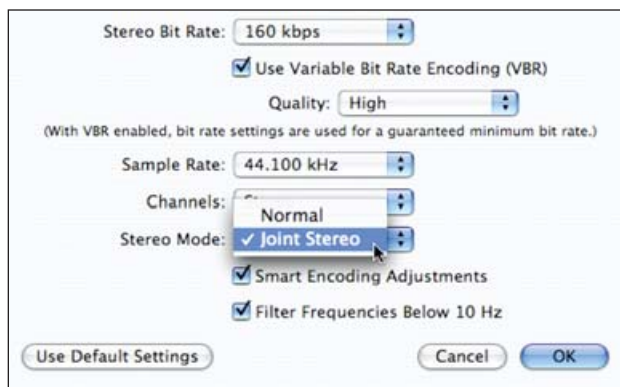 Stereo Bit Rate: 160 kbps
Use Variable Bit Rate Encoding (VBR)
Quality: High
(With VBR enabled, bit rate settings are used for a guaranteed minimum bit rate.)
Sample Rate: 44.100 kHz
Channels:
Normal
Stereo Mode: ✓ Joint Stereo
Smart Encoding Adjustments
Filter Frequencies Below 10 Hz
Use Default Settings Cancel OK